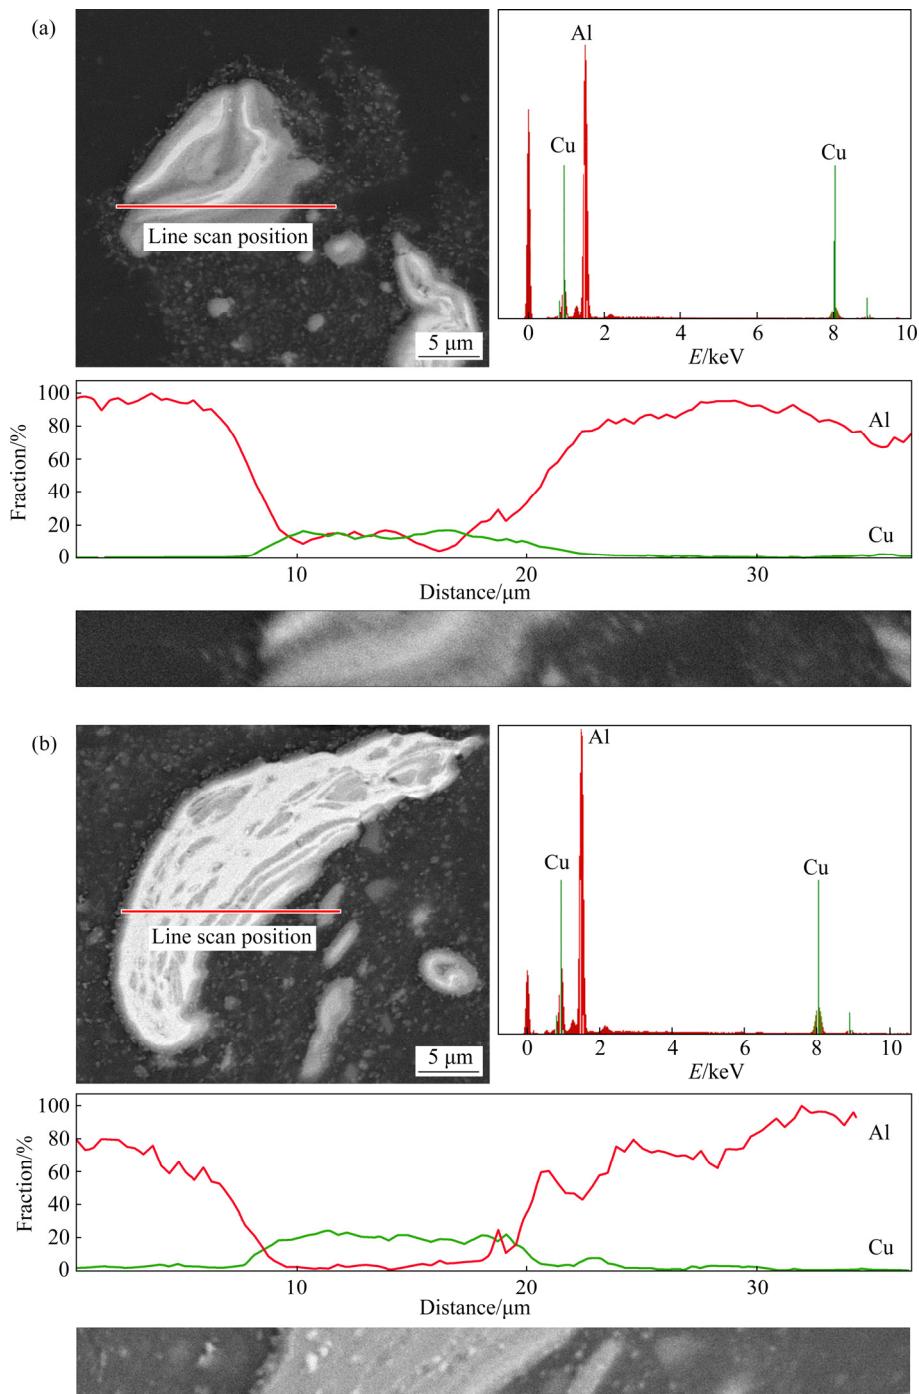 (a)
Line scan position
5 μm
Al
Cu
Cu
0 2 4 6 8 10
E/keV
Fraction/%
100
80
60
40
20
0
Al
Cu
10 20 30
Distance/μm
(b)
Line scan position
5 μm
Al
Cu
Cu
0 2 4 6 8 10
E/keV
Fraction/%
100
80
60
40
20
0
Al
Cu
10 20 30
Distance/μm